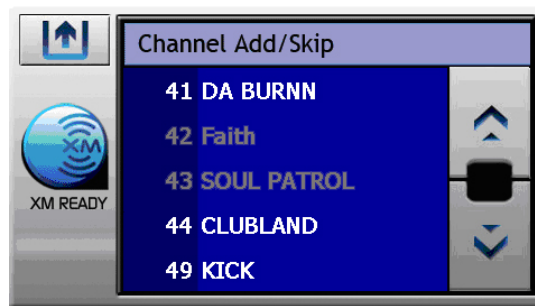 Channel Add/Skip
41 DA BURNN
42 Faith
43 SOUL PATROL
44 CLUBLAND
49 KICK
XM
XM READY